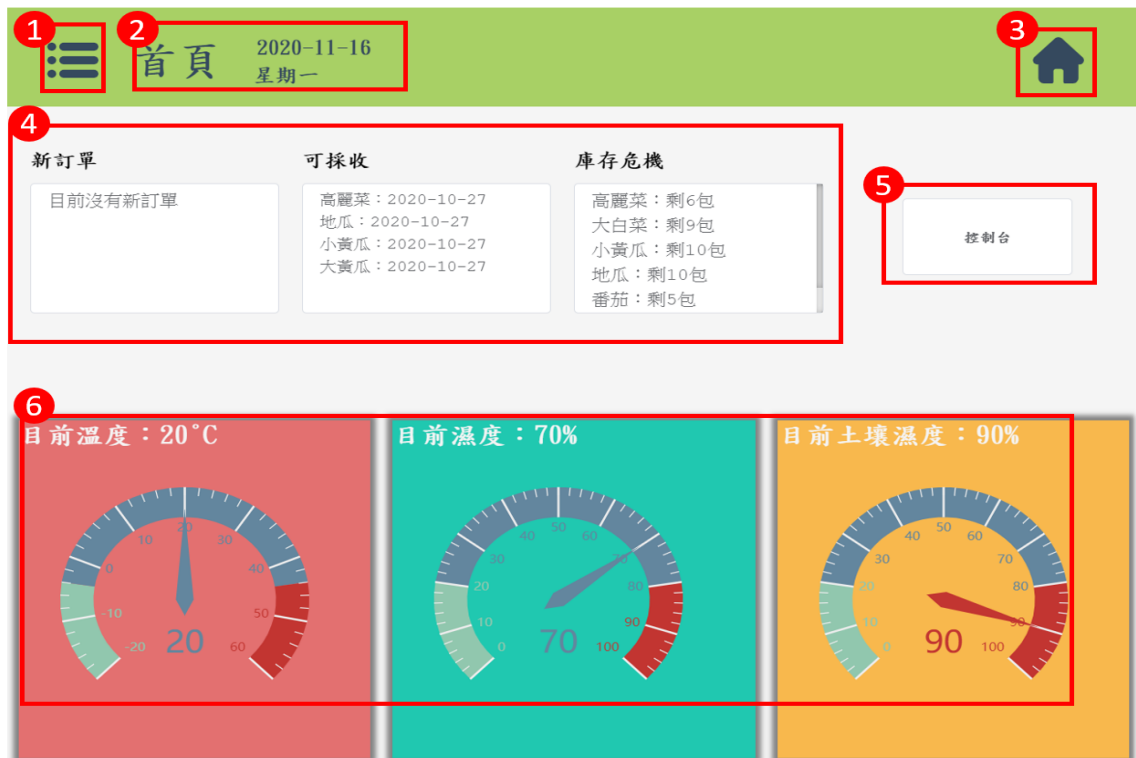 1
2
3
首頁
2020-11-16
星期一
4
新訂單
目前沒有新訂單
可採收
高麗菜：2020-10-27
地瓜：2020-10-27
小黃瓜：2020-10-27
大黃瓜：2020-10-27
庫存危機
高麗菜：剩6包
大白菜：剩9包
小黃瓜：剩10包
地瓜：剩10包
番茄：剩5包
5
控制台
6
目前溫度：20°C
-20
-10
0
10
20
30
40
50
60
20
目前濕度：70%
0
10
20
30
40
50
60
70
80
90
100
70
目前土壤濕度：90%
0
10
20
30
40
50
60
70
80
90
100
90